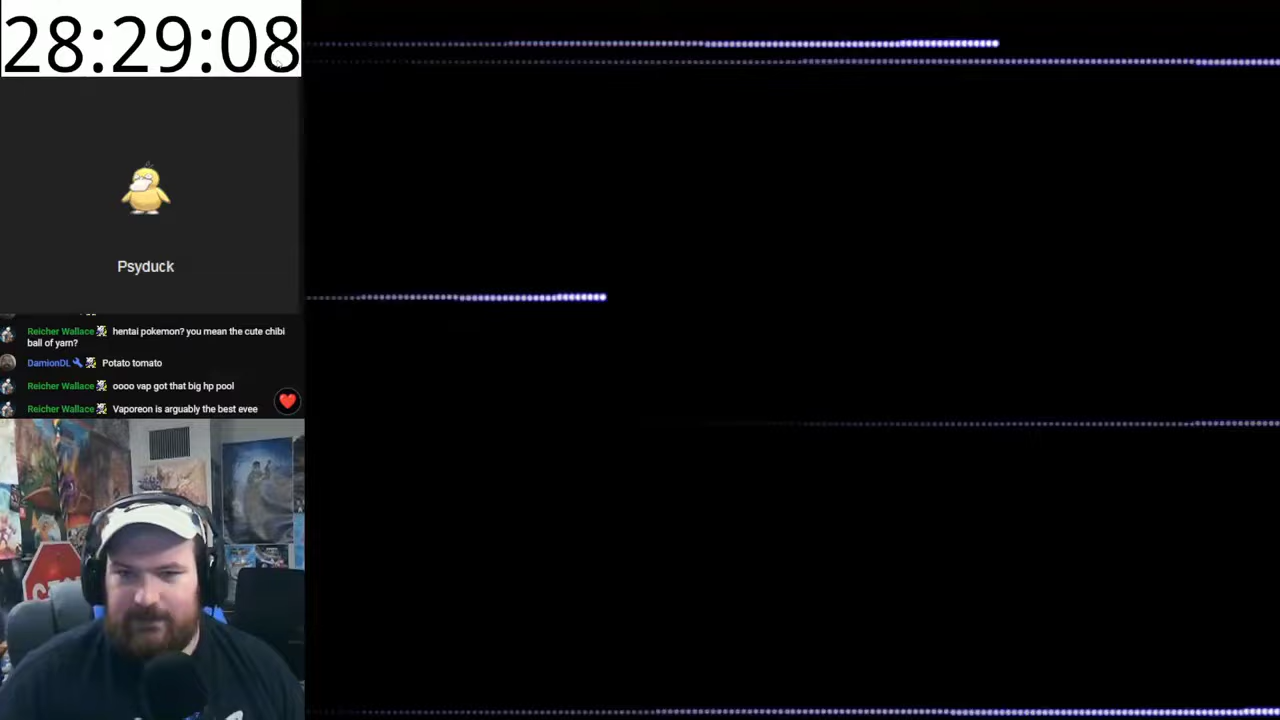 28:29:08
Psyduck
Reicher Wallace hentai pokemon? you mean the cute chibi
ball of yarn?
DamionDL Potato tomato
Reicher Wallace oooo vap got that big hp pool
Reicher Wallace Vaporeon is arguably the best evee